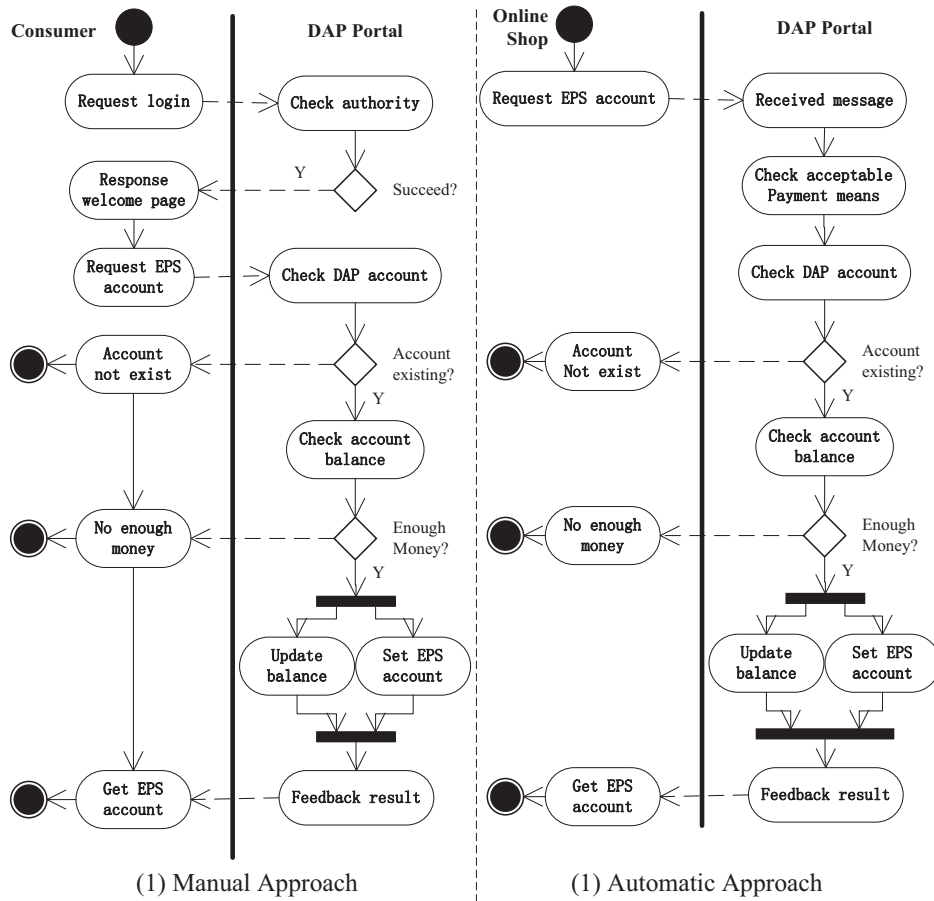 Consumer
DAP Portal
Request login
Check authority
Y
Succeed?
Response
welcome page
Request EPS
account
Check DAP account
Account
not exist
Account
existing?
Y
Check account
balance
No enough
money
Enough
Money?
Y
Update
balance
Set EPS
account
Get EPS
account
Feedback result
(1) Manual Approach
Online
Shop
DAP Portal
Request EPS account
Received message
Check acceptable
Payment means
Check DAP account
Account
Not exist
Account
existing?
Y
Check account
balance
No enough
money
Enough
Money?
Y
Update
balance
Set EPS
account
Get EPS
account
Feedback result
(1) Automatic Approach